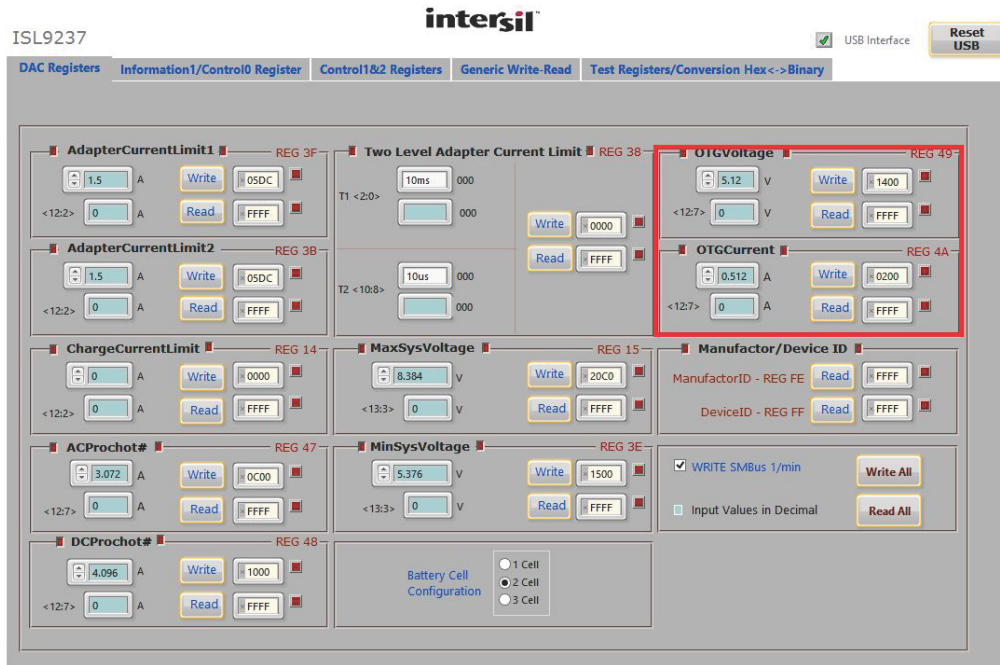 intersil™
ISL9237
USB Interface
Reset
USB
DAC Registers Information1/Control0 Register Control1&2 Registers Generic Write-Read Test Registers/Conversion Hex<->Binary
AdapterCurrentLimit1 REG 3F
1.5 A Write × 05DC
<12:2> 0 A Read × FFFF
AdapterCurrentLimit2 REG 3B
1.5 A Write × 05DC
<12:2> 0 A Read × FFFF
ChargeCurrentLimit REG 14
0 A Write × 0000
<12:2> 0 A Read × FFFF
ACProchot# REG 47
3.072 A Write × 0C00
<12:7> 0 A Read × FFFF
DCProchot# REG 48
4.096 A Write × 1000
<12:7> 0 A Read × FFFF
Two Level Adapter Current Limit REG 38
10ms 000
T1 <2:0>
000
Write × 0000
Read × FFFF
10us 000
T2 <10:8>
000
MaxSysVoltage REG 15
8.384 V Write × 20C0
<13:3> 0 V Read × FFFF
MinSysVoltage REG 3E
5.376 V Write × 1500
<13:3> 0 V Read × FFFF
Battery Cell
Configuration
1 Cell
2 Cell
3 Cell
OTGVoltage REG 49
5.12 V Write × 1400
<12:7> 0 V Read × FFFF
OTGCurrent REG 4A
0.512 A Write × 0200
<12:7> 0 A Read × FFFF
Manufactor/Device ID
ManufactorID - REG FE Read × FFFF
DeviceID - REG FF Read × FFFF
WRITE SMBus 1/min Write All
Input Values in Decimal Read All